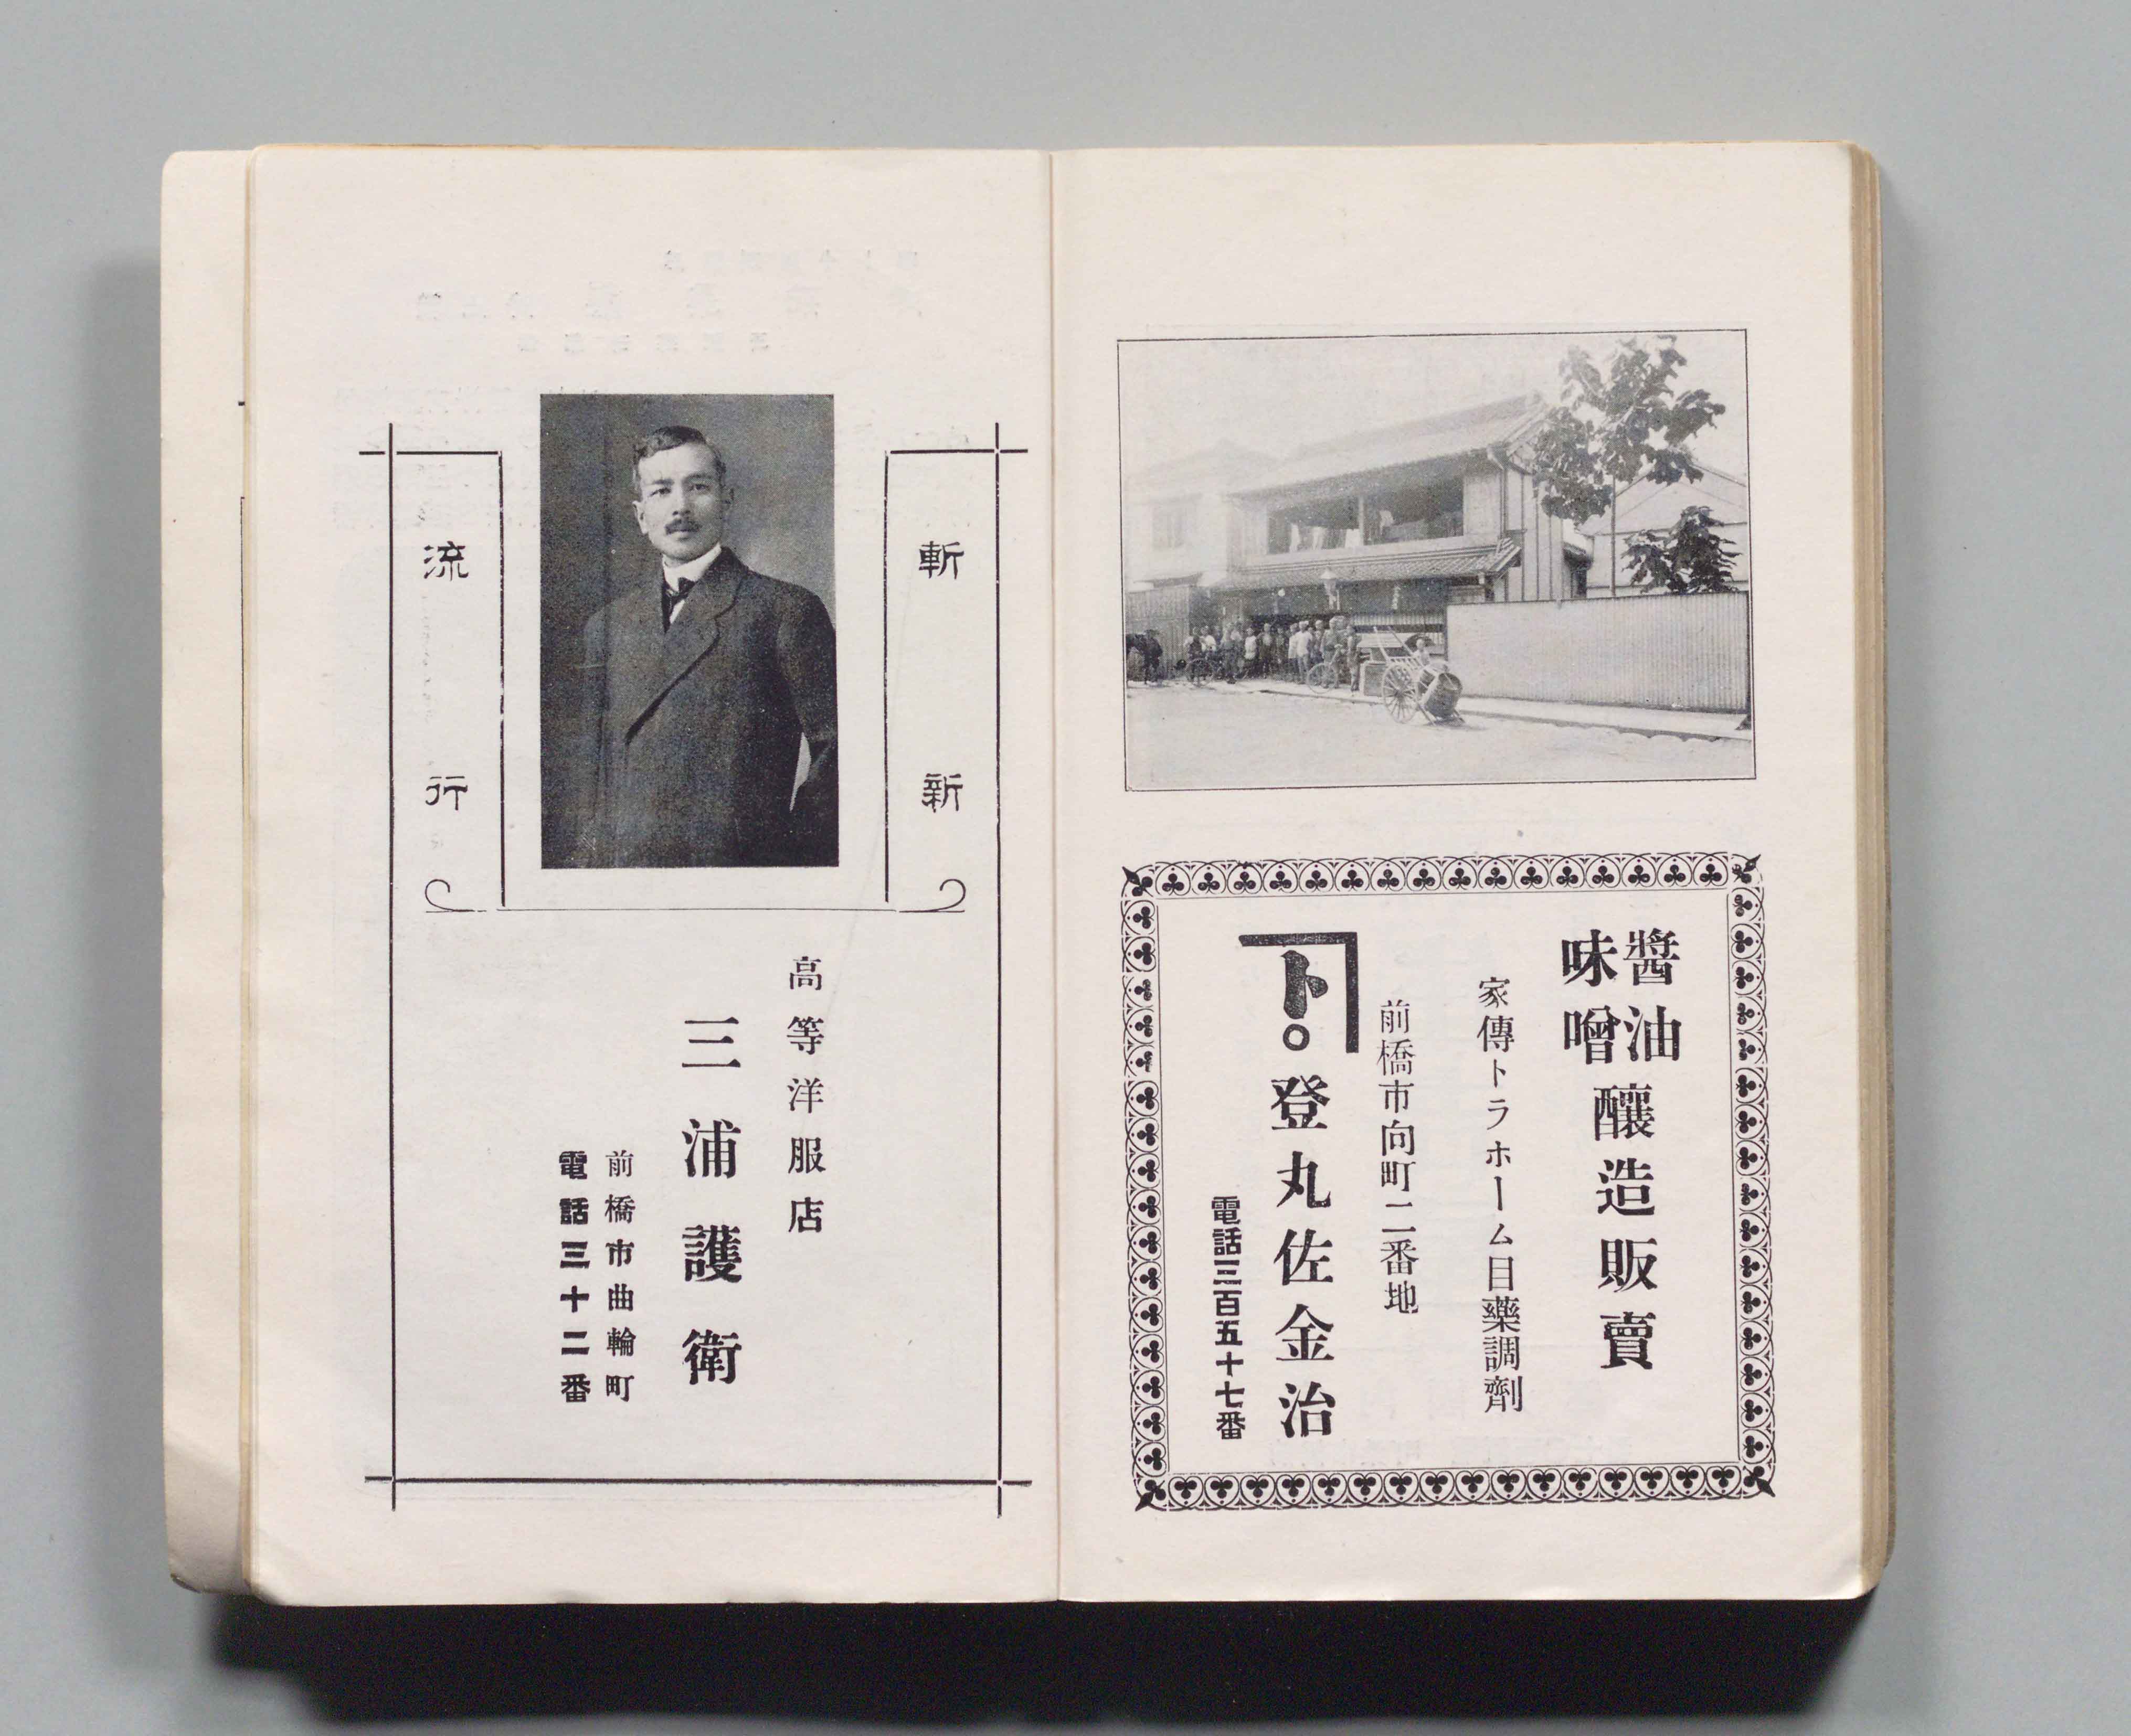 醬油
味噌
釀造販賣
家傳トラホーム目藥調劑
前橋市向町二番地
ト
登丸佐金治
電話三百五十七番
斬新
流行
高等洋服店
三浦護衛
前橋市曲輪町
電話三十二番